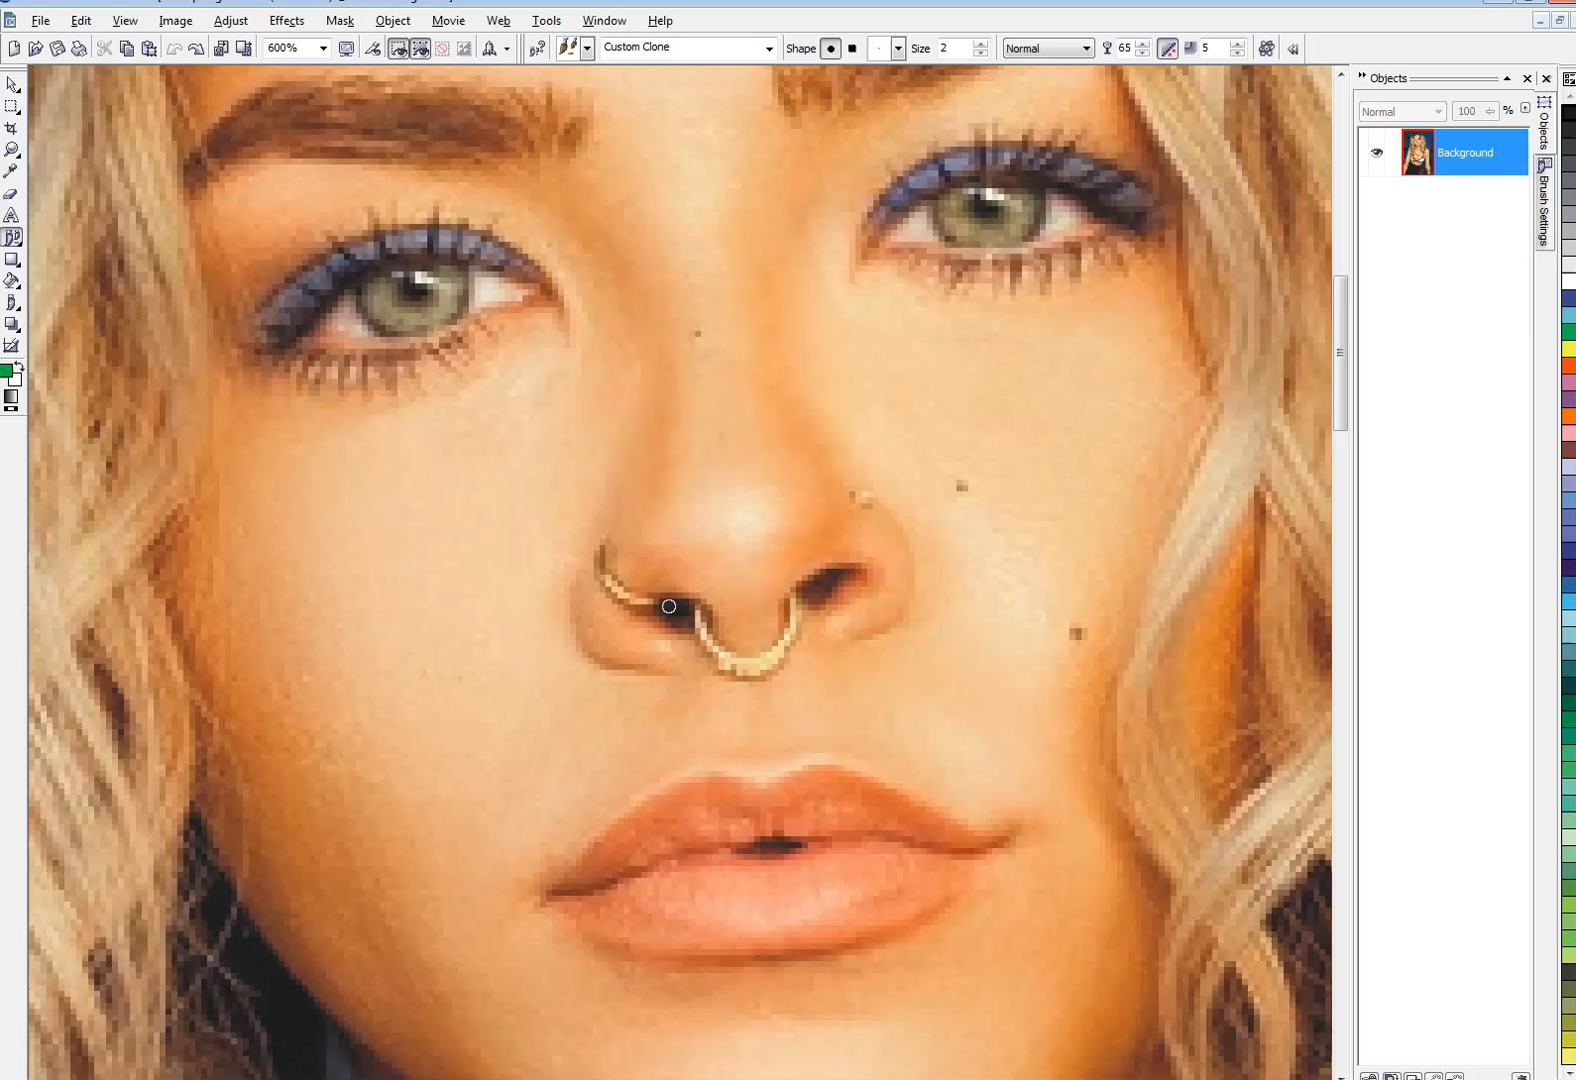 File Edit View Image Adjust Effects Mask Object Movie Web Tools Window Help
600% Custom Clone Shape Size 2 Normal 65 5
Objects
Normal 100 %
Background
Objects
Brush Settings